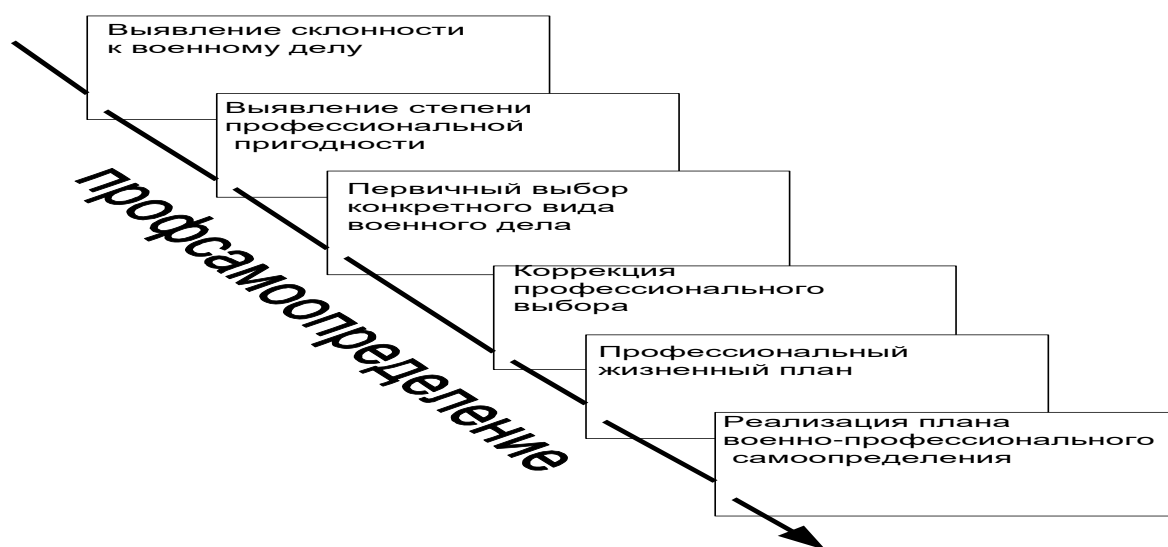 Выявление склонности
к военному делу
Выявление степени
профессиональной
пригодности
Первичный выбор
конкретного вида
военного дела
Коррекция
профессионального
выбора
Профессиональный
жизненный план
Реализация плана
военно-профессионального
самоопределения
профсамоопределение